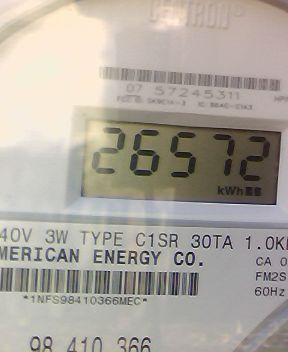 CENTRON
07 57245311
26572
kWh
40V 3W TYPE C1SR 30TA 1.0K
MERICAN ENERGY CO.
CA 0
FM2S
60Hz
*1NFS98410366MEC*
98 410 366